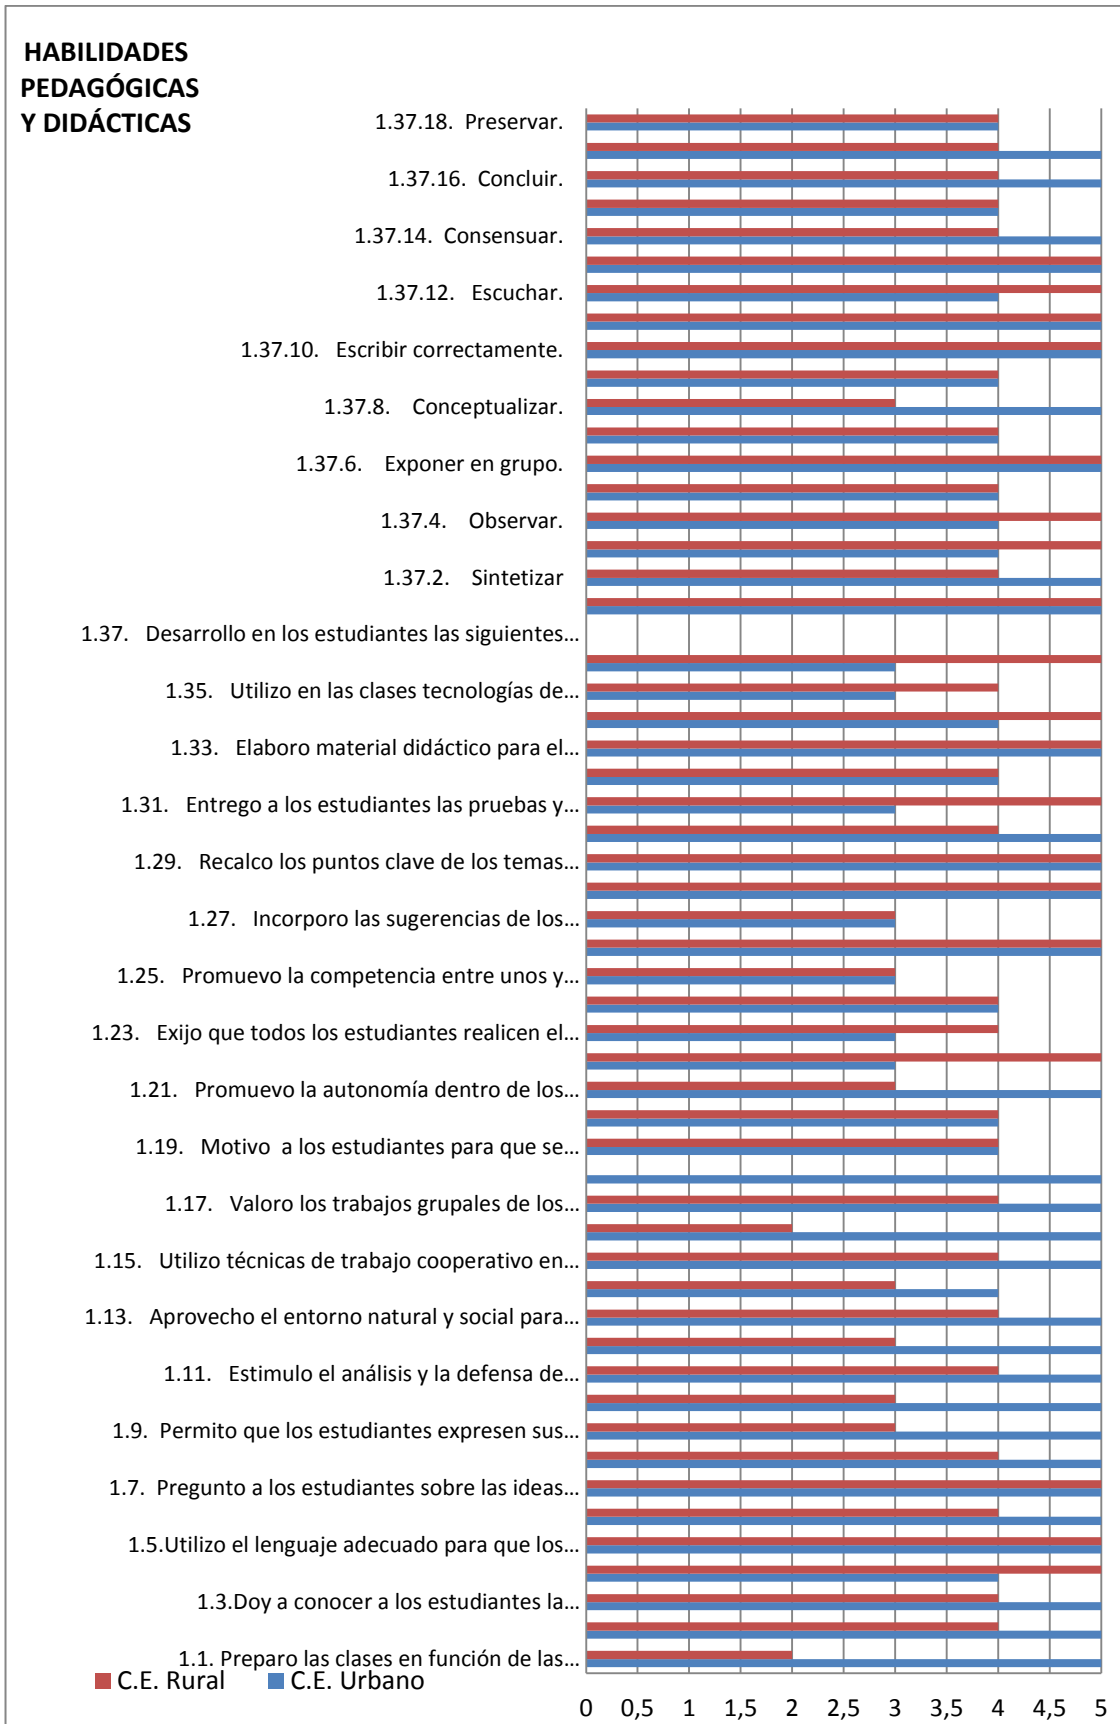 HABILIDADES
PEDAGÓGICAS
Y DIDÁCTICAS
1.37.18. Preservar.
1.37.16. Concluir.
1.37.14. Consensuar.
1.37.12. Escuchar.
1.37.10. Escribir correctamente.
1.37.8. Conceptualizar.
1.37.6. Exponer en grupo.
1.37.4. Observar.
1.37.2. Sintetizar
1.37. Desarrollo en los estudiantes las siguientes...
1.35. Utilizo en las clases tecnologías de...
1.33. Elaboro material didáctico para el...
1.31. Entrego a los estudiantes las pruebas y...
1.29. Recalco los puntos clave de los temas...
1.27. Incorporo las sugerencias de los...
1.25. Promuevo la competencia entre unos y...
1.23. Exijo que todos los estudiantes realicen el...
1.21. Promuevo la autonomía dentro de los...
1.19. Motivo a los estudiantes para que se...
1.17. Valoro los trabajos grupales de los...
1.15. Utilizo técnicas de trabajo cooperativo en...
1.13. Aprovecho el entorno natural y social para...
1.11. Estimulo el análisis y la defensa de...
1.9. Permito que los estudiantes expresen sus...
1.7. Pregunto a los estudiantes sobre las ideas...
1.5.Utilizo el lenguaje adecuado para que los...
1.3.Doy a conocer a los estudiantes la...
1.1. Preparo las clases en función de las...
C.E. Rural C.E. Urbano
0 0,5 1 1,5 2 2,5 3 3,5 4 4,5 5